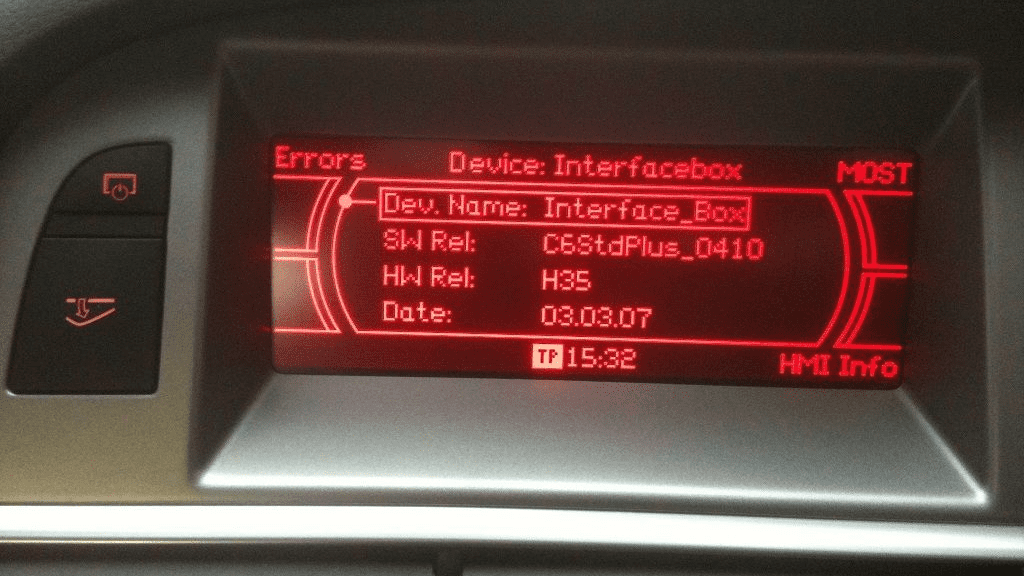 Errors
Device: Interfacebox
MOST
Dev. Name: Interface_Box
SW Rel: C6StdPlus_0410
HW Rel: H35
Date: 03.03.07
TP 15:32
HMI Info